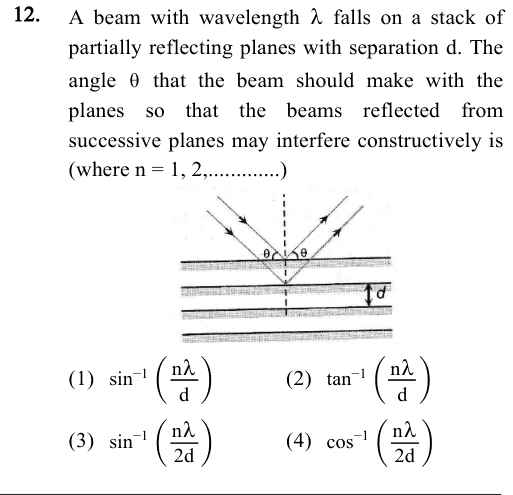 12. A beam with wavelength λ falls on a stack of
partially reflecting planes with separation d. The
angle θ that the beam should make with the
planes so that the beams reflected from
successive planes may interfere constructively is
(where n = 1, 2,.............)
θ θ
d
(1) sin⁻¹ (nλ/d) (2) tan⁻¹ (nλ/d)
(3) sin⁻¹ (nλ/2d) (4) cos⁻¹ (nλ/2d)